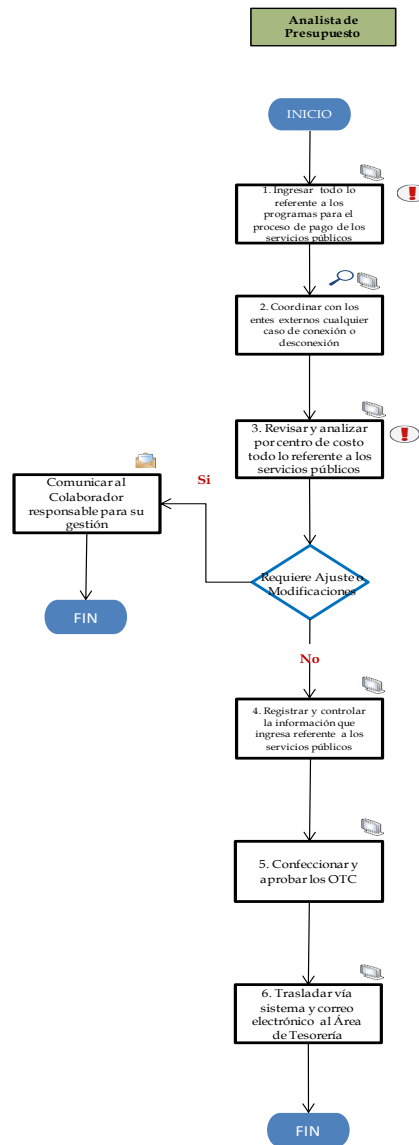 Analista de
Presupuesto
INICIO
1. Ingresar todo lo
referente a los
programas para el
proceso de pago de los
servicios públicos
2. Coordinar con los
entes externos cualquier
caso de conexión o
desconexión
3. Revisar y analizar
por centro de costo
todo lo referente a los
servicios públicos
Si
Comunicar al
Colaborador
responsable para su
gestión
FIN
Requiere Ajuste o
Modificaciones
No
4. Registrar y controlar
la información que
ingresa referente a los
servicios públicos
5. Confeccionar y
aprobar los OTC
6. Trasladar vía
sistema y correo
electrónico al Área
de Tesorería
FIN